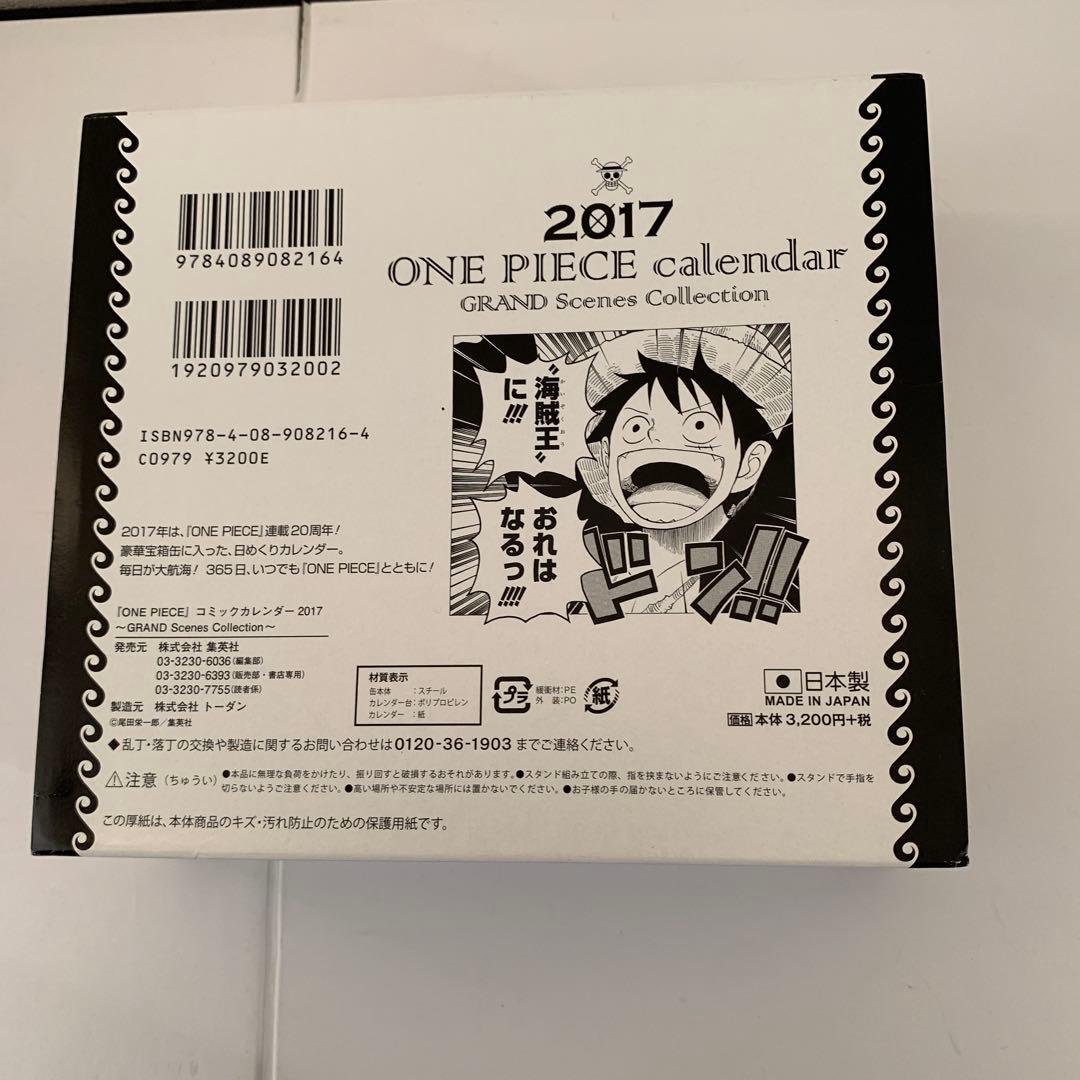 9784089082164
1920979032002
ISBN978-4-08-908216-4
C0979 ¥3200E
2017
ONE PIECE calendar
GRAND Scenes Collection
“海賊王”
かいぞくおう
に!!!
おれは
なるっ!!!!
ドン!!
2017年は、『ONE PIECE』連載20周年!
豪華宝箱缶に入った、日めくりカレンダー。
毎日が大航海! 365日、いつでも『ONE PIECE』とともに!
『ONE PIECE』コミックカレンダー 2017
~GRAND Scenes Collection~
発売元 株式会社 集英社
03-3230-6036(編集部)
03-3230-6393(販売部・書店専用)
03-3230-7755(読者係)
製造元 株式会社 トーダン
©尾田栄一郎/集英社
材質表示
缶本体 :スチール
カレンダー台:ポリプロピレン
カレンダー :紙
プラ
緩衝材:PE
外 装:PO
紙
日本製
MADE IN JAPAN
価格 本体 3,200円+税
◆乱丁・落丁の交換や製造に関するお問い合わせは0120-36-1903 までご連絡ください。
⚠注意(ちゅうい) ●本品に無理な負荷をかけたり、振り回すと破損するおそれがあります。●スタンド組み立ての際、指を挟まないようにご注意ください。●スタンドで手指を
切らないようご注意ください。●高い場所や不安定な場所には置かないでください。●お子様の手の届かないところに保管してください。
この厚紙は、本体商品のキズ・汚れ防止のための保護用紙です。